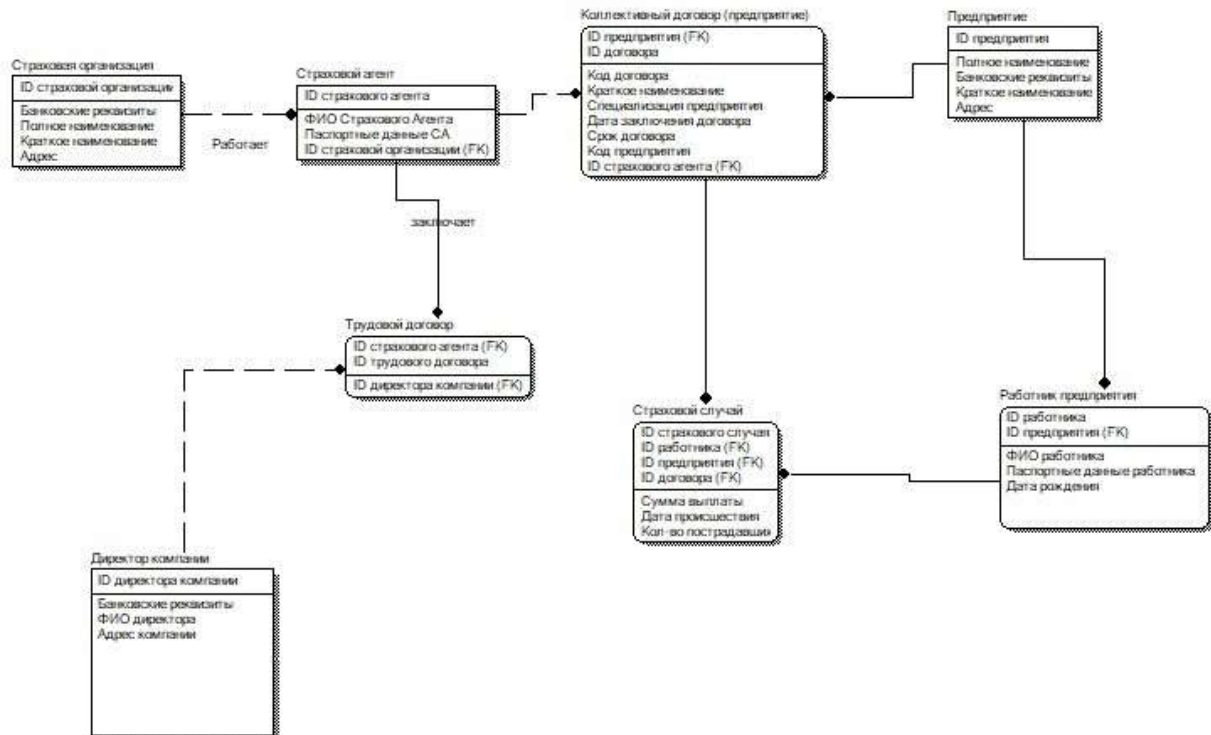 Коллективный договор (предприятие)
ID предприятия (FK)
ID договора
Код договора
Краткое наименование
Специализация предприятия
Дата заключения договора
Срок договора
Код предприятия
ID страхового агента (FK)
Предприятие
ID предприятия
Полное наименование
Банковские реквизиты
Краткое наименование
Адрес
Страховая организация
ID страховой организации
Банковские реквизиты
Полное наименование
Краткое наименование
Адрес
Работает
Страховой агент
ID страхового агента
ФИО Страхового Агента
Паспортные данные СА
ID страховой организации (FK)
заключает
Трудовой договор
ID страхового агента (FK)
ID трудового договора
ID директора компании (FK)
Страховой случай
ID страхового случая
ID работника (FK)
ID предприятия (FK)
ID договора (FK)
Сумма выплаты
Дата происшествия
Кол-во пострадавших
Работник предприятия
ID работника
ID предприятия (FK)
ФИО работника
Паспортные данные работника
Дата рождения
Директор компании
ID директора компании
Банковские реквизиты
ФИО директора
Адрес компании